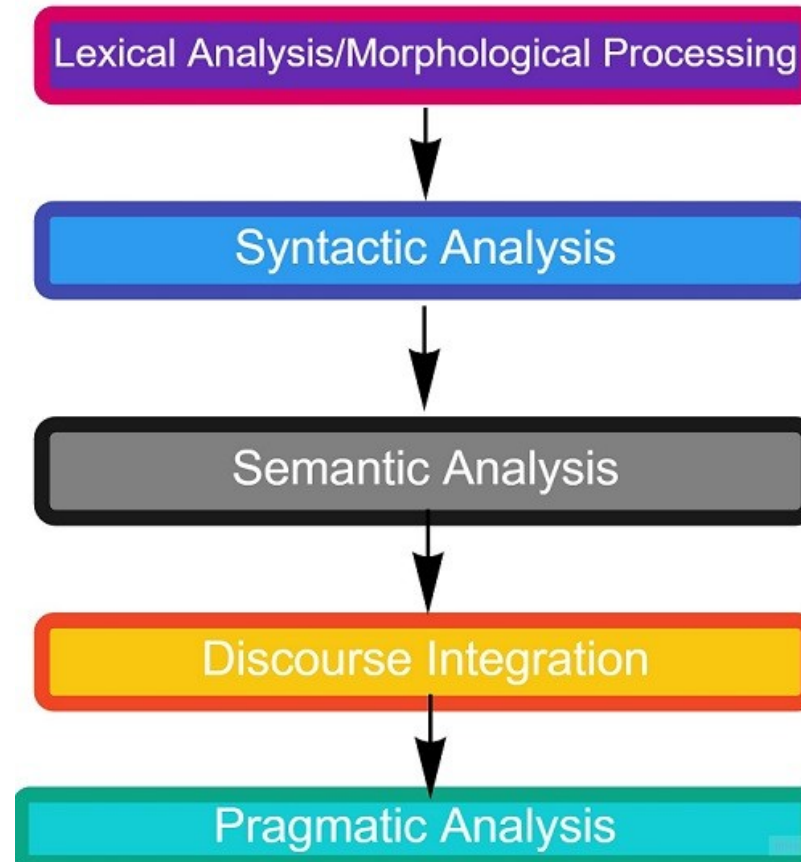 Lexical Analysis/Morphological Processing
Syntactic Analysis
Semantic Analysis
Discourse Integration
Pragmatic Analysis